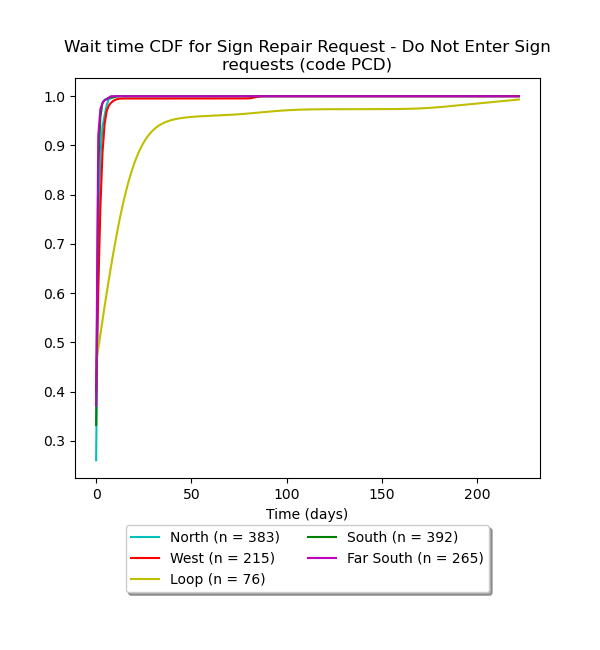 Wait time CDF for Sign Repair Request - Do Not Enter Sign
requests (code PCD)
1.0
0.9
0.8
0.7
0.6
0.5
0.4
0.3
0 50 100 150 200
Time (days)
North (n = 383) South (n = 392)
West (n = 215) Far South (n = 265)
Loop (n = 76)